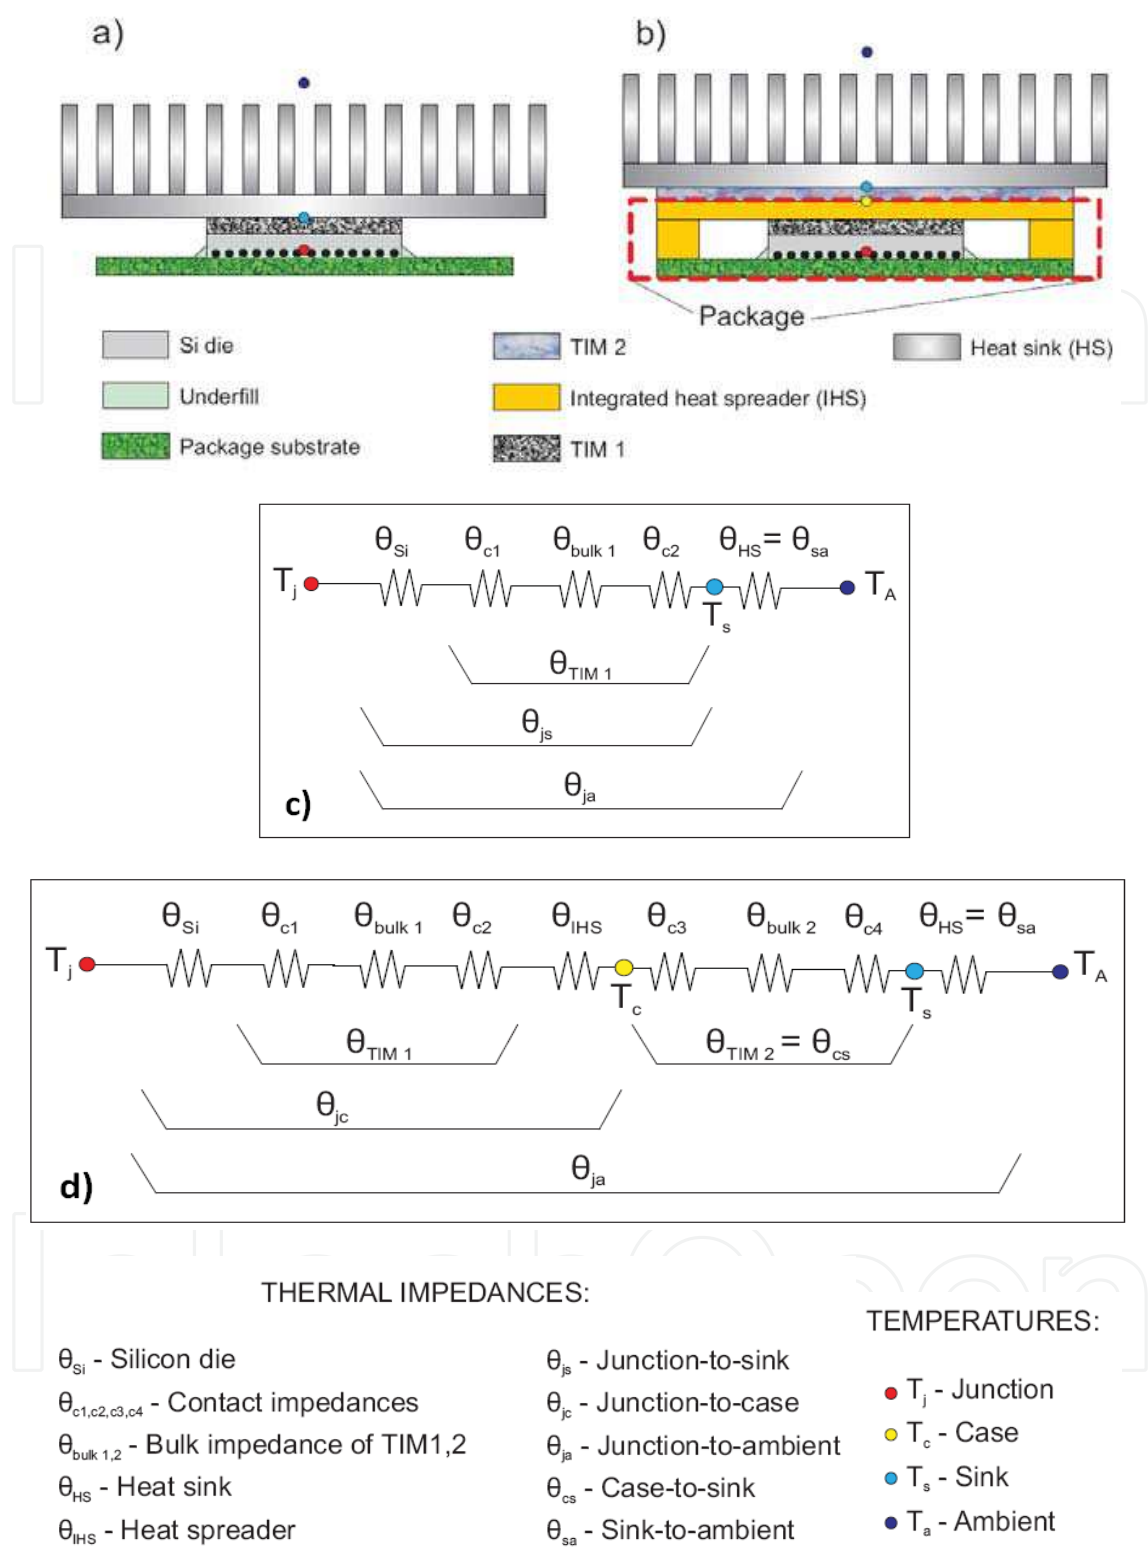 a)
b)
Package
Si die
TIM 2
Heat sink (HS)
Underfill
Integrated heat spreader (IHS)
Package substrate
TIM 1
θSi θc1 θbulk 1 θc2 θHS = θsa
Tj Ts TA
θTIM 1
θjs
θja
c)
θSi θc1 θbulk 1 θc2 θIHS θc3 θbulk 2 θc4 θHS = θsa
Tj Tc Ts TA
θTIM 1 θTIM 2 = θcs
θjc
θja
d)
THERMAL IMPEDANCES:
θSi - Silicon die
θc1,c2,c3,c4 - Contact impedances
θbulk 1,2 - Bulk impedance of TIM1,2
θHS - Heat sink
θIHS - Heat spreader
θjs - Junction-to-sink
θjc - Junction-to-case
θja - Junction-to-ambient
θcs - Case-to-sink
θsa - Sink-to-ambient
TEMPERATURES:
Tj - Junction
Tc - Case
Ts - Sink
Ta - Ambient